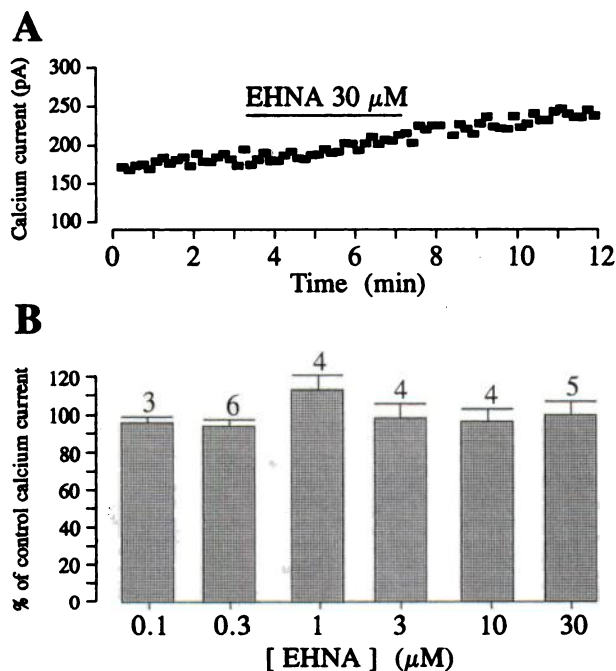 A
Calcium current (pA)
300
250
200
150
100
EHNA 30 μM
0 2 4 6 8 10 12
Time (min)
B
% of control calcium current
120
100
80
60
40
20
0
3 6 4 4 4 5
0.1 0.3 1 3 10 30
[ EHNA ] (μM)